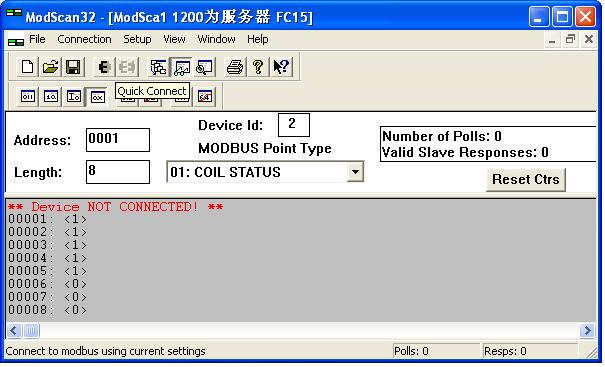 ModScan32 - [ModSca1 1200为服务器 FC15]
File Connection Setup View Window Help
Quick Connect
Address: 0001
Device Id: 2
MODBUS Point Type
Length: 8
01: COIL STATUS
Number of Polls: 0
Valid Slave Responses: 0
Reset Ctrs
** Device NOT CONNECTED! **
00001: <1>
00002: <1>
00003: <1>
00004: <1>
00005: <1>
00006: <0>
00007: <0>
00008: <0>
Connect to modbus using current settings
Polls: 0
Resps: 0